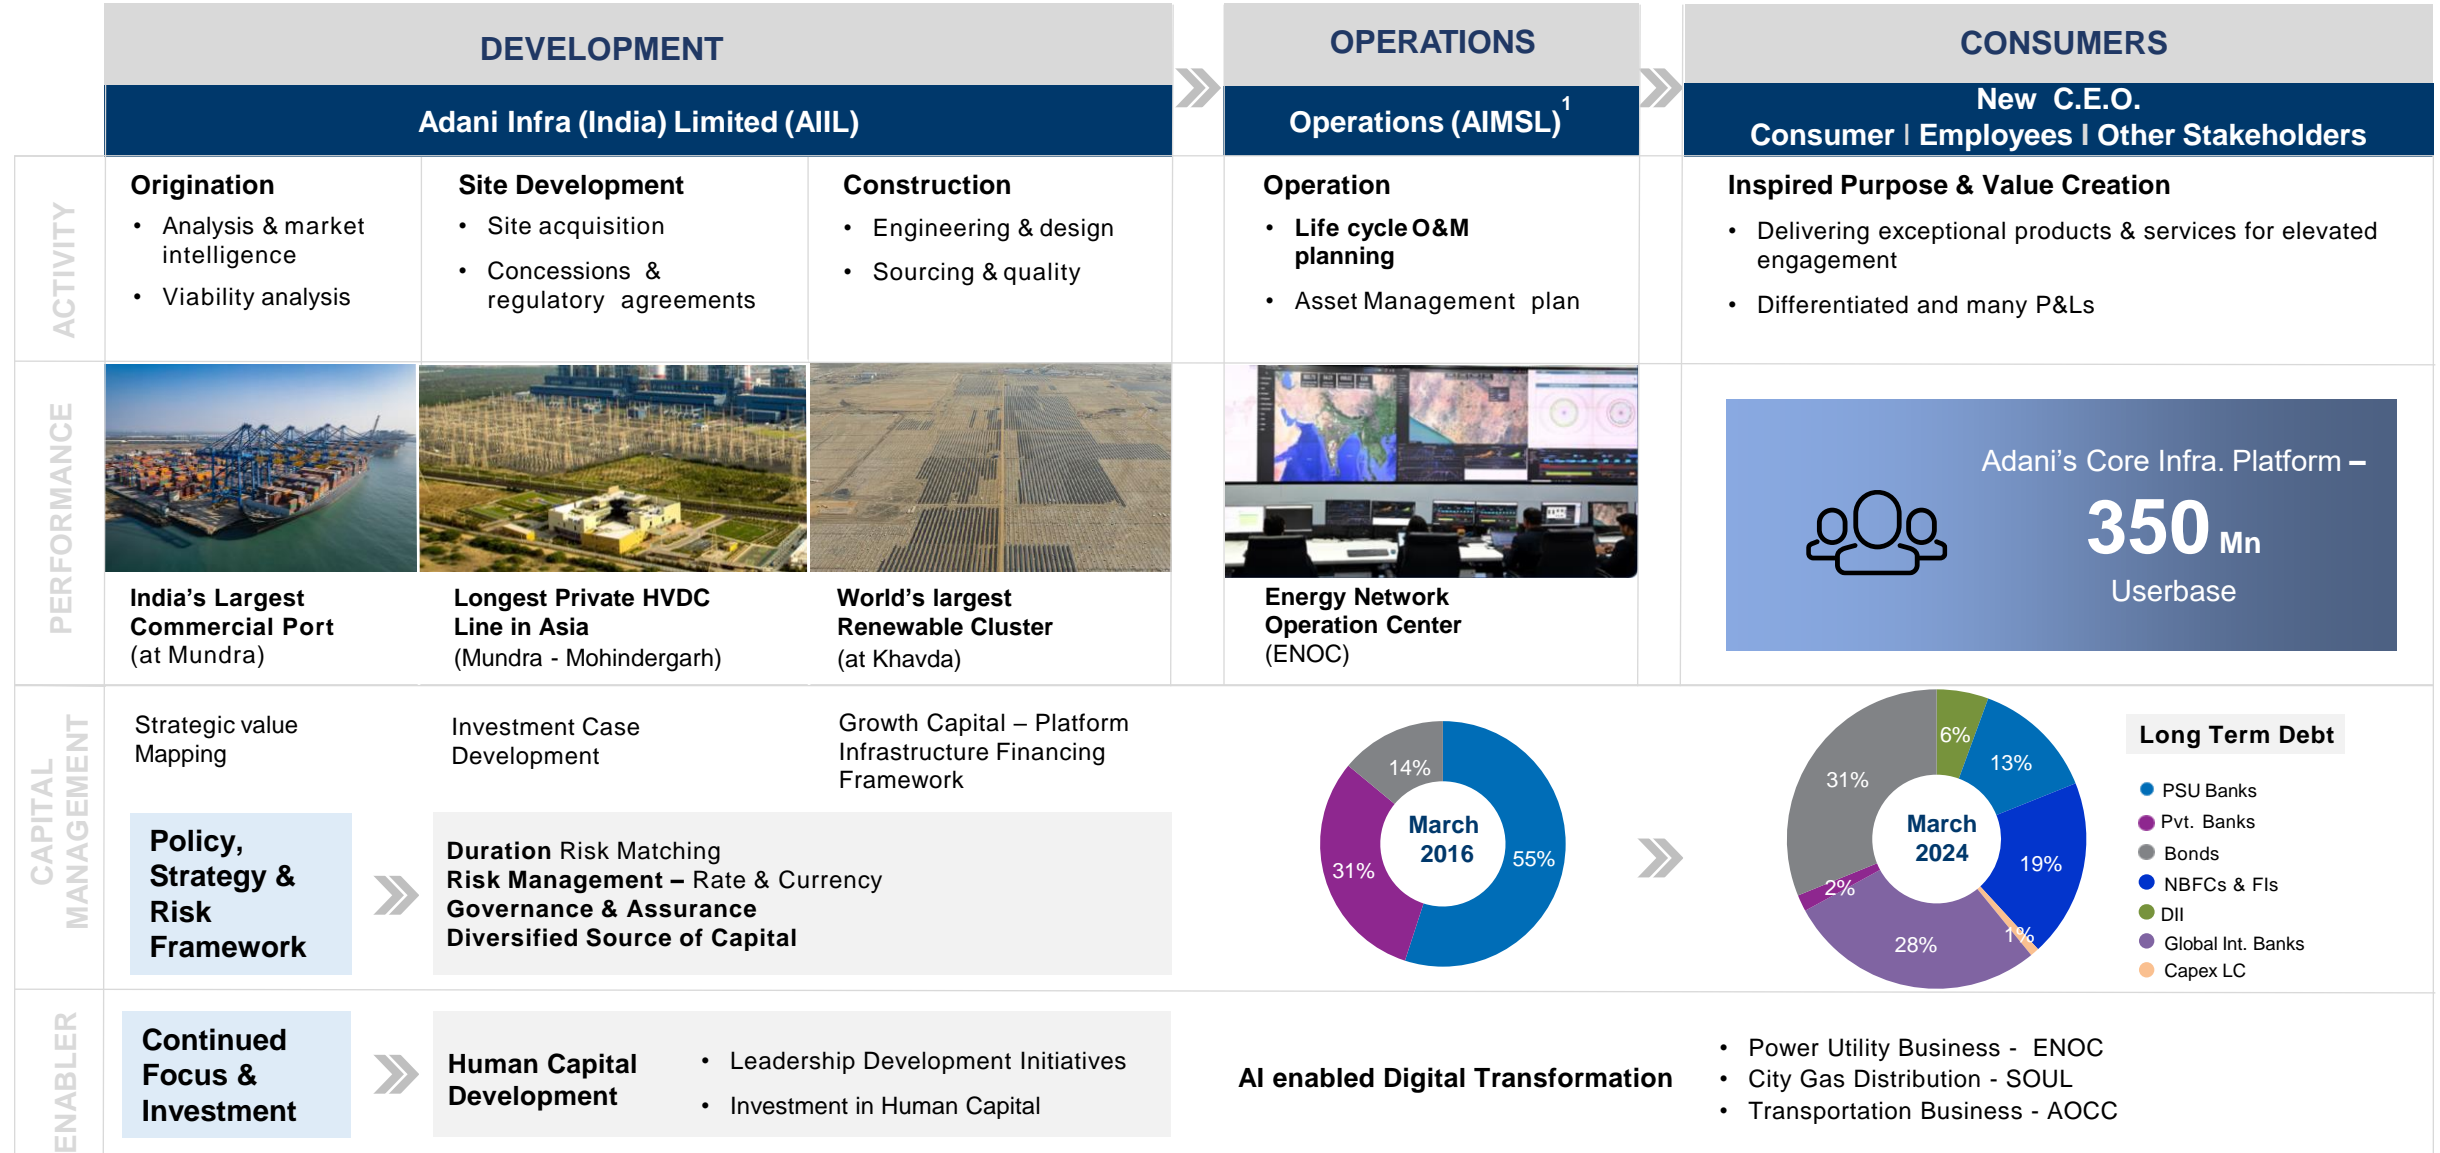 DEVELOPMENT
OPERATIONS
CONSUMERS
Adani Infra (India) Limited (AIIL)
Operations (AIMSL)1
New C.E.O.
Consumer I Employees I Other Stakeholders
ACTIVITY
Origination
• Analysis & market
intelligence
• Viability analysis
Site Development
• Site acquisition
• Concessions &
regulatory agreements
Construction
• Engineering & design
• Sourcing & quality
Operation
• Life cycle O&M
planning
• Asset Management plan
Inspired Purpose & Value Creation
• Delivering exceptional products & services for elevated
engagement
• Differentiated and many P&Ls
PERFORMANCE
India's Largest
Commercial Port
(at Mundra)
Longest Private HVDC
Line in Asia
(Mundra - Mohindergarh)
World's largest
Renewable Cluster
(at Khavda)
Energy Network
Operation Center
(ENOC)
Adani's Core Infra. Platform –
350 Mn
Userbase
CAPITAL
MANAGEMENT
Strategic value
Mapping
Investment Case
Development
Growth Capital – Platform
Infrastructure Financing
Framework
Policy,
Strategy &
Risk
Framework
Duration Risk Matching
Risk Management – Rate & Currency
Governance & Assurance
Diversified Source of Capital
14%
31%
55%
March
2016
6%
13%
31%
19%
2%
28%
1%
March
2024
Long Term Debt
PSU Banks
Pvt. Banks
Bonds
NBFCs & FIs
DII
Global Int. Banks
Capex LC
ENABLER
Continued
Focus &
Investment
Human Capital
Development
• Leadership Development Initiatives
• Investment in Human Capital
AI enabled Digital Transformation
• Power Utility Business - ENOC
• City Gas Distribution - SOUL
• Transportation Business - AOCC